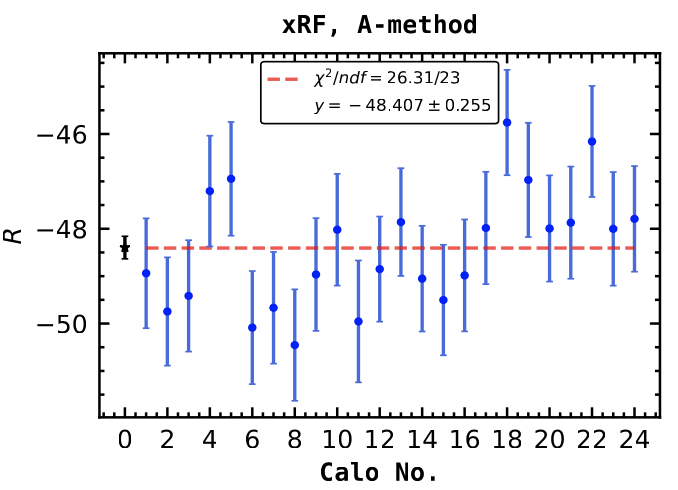 xRF, A-method
χ²/ndf = 26.31/23
y = −48.407 ± 0.255
R
−46
−48
−50
0 2 4 6 8 10 12 14 16 18 20 22 24
Calo No.